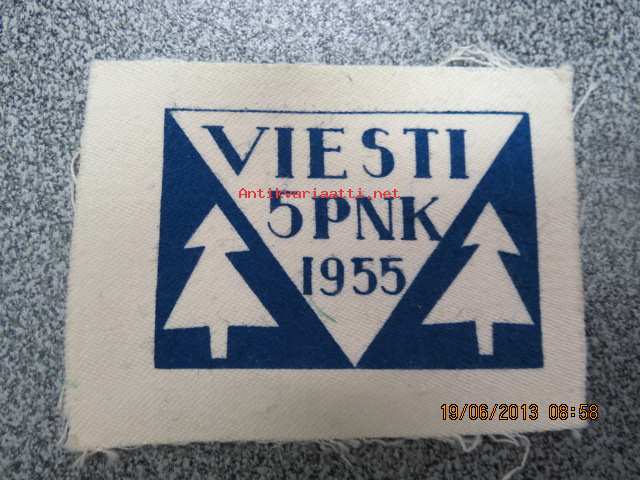 VIESTI
Antikvariaatti.net
5PNK
1955
19/06/2013 08:58